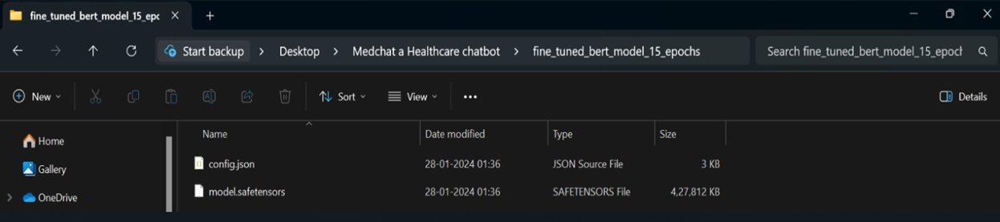 fine_tuned_bert_model_15_epc
Start backup > Desktop > Medchat a Healthcare chatbot > fine_tuned_bert_model_15_epochs
Search fine_tuned_bert_model_15_epoch
New Sort View ... Details
Name Date modified Type Size
Home
config.json 28-01-2024 01:36 JSON Source File 3 KB
Gallery
model.safetensors 28-01-2024 01:36 SAFETENSORS File 4,27,812 KB
OneDrive